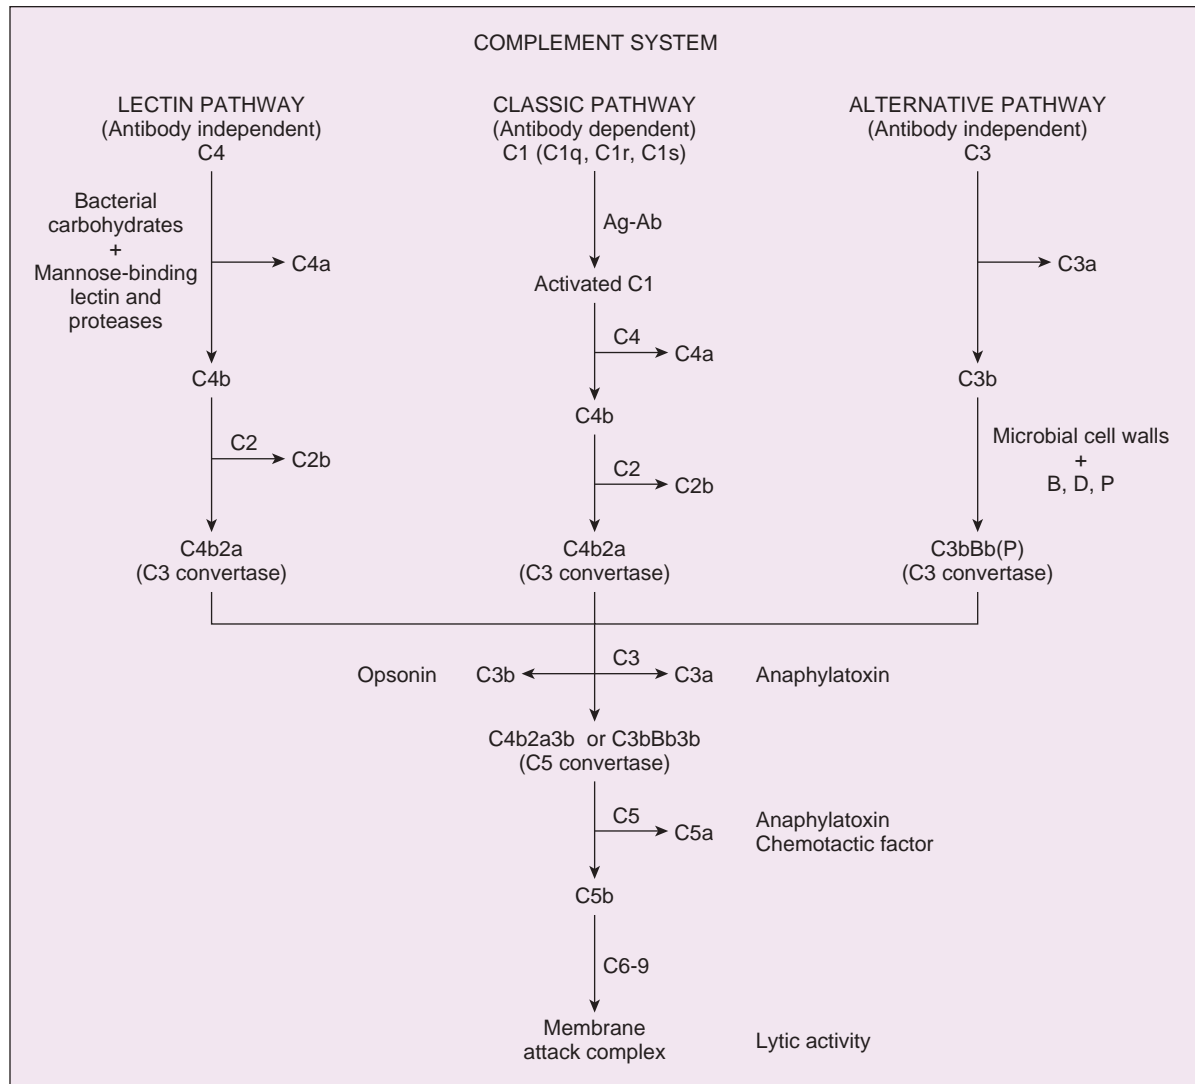 COMPLEMENT SYSTEM
LECTIN PATHWAY
(Antibody independent)
C4
Bacterial
carbohydrates
+
Mannose-binding
lectin and
proteases
C4a
C4b
C2
C2b
C4b2a
(C3 convertase)
CLASSIC PATHWAY
(Antibody dependent)
C1 (C1q, C1r, C1s)
Ag-Ab
Activated C1
C4
C4a
C4b
C2
C2b
C4b2a
(C3 convertase)
ALTERNATIVE PATHWAY
(Antibody independent)
C3
C3a
C3b
Microbial cell walls
+
B, D, P
C3bBb(P)
(C3 convertase)
Opsonin C3b C3 C3a Anaphylatoxin
C4b2a3b or C3bBb3b
(C5 convertase)
C5
C5a
Anaphylatoxin
Chemotactic factor
C5b
C6-9
Membrane
attack complex
Lytic activity